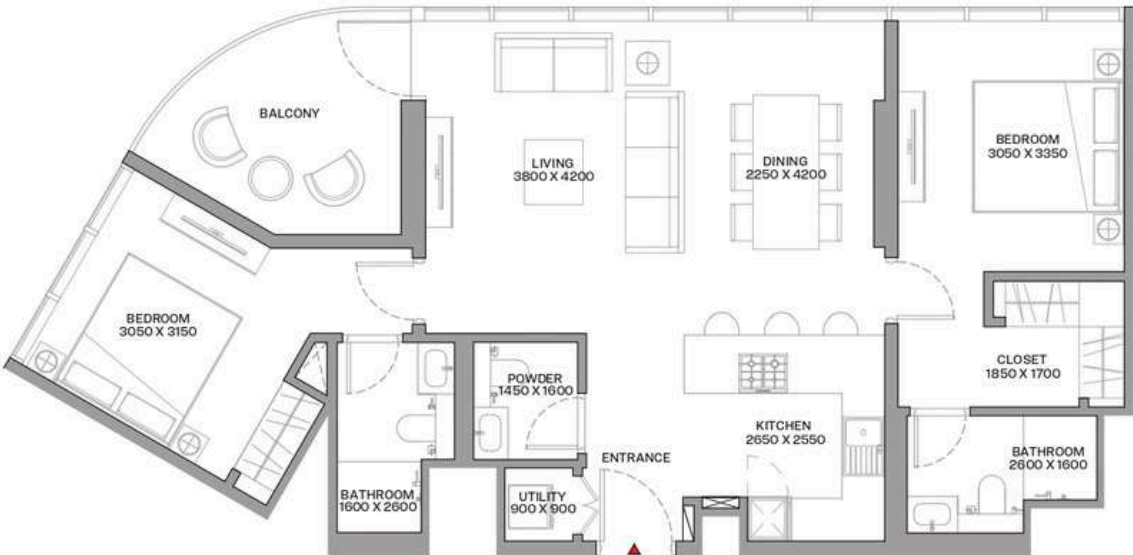 BALCONY
LIVING
3800 X 4200
DINING
2250 X 4200
BEDROOM
3050 X 3350
BEDROOM
3050 X 3150
CLOSET
1850 X 1700
POWDER
1450 X 1600
KITCHEN
2650 X 2550
ENTRANCE
BATHROOM
2600 X 1600
BATHROOM
1600 X 2600
UTILITY
900 X 900